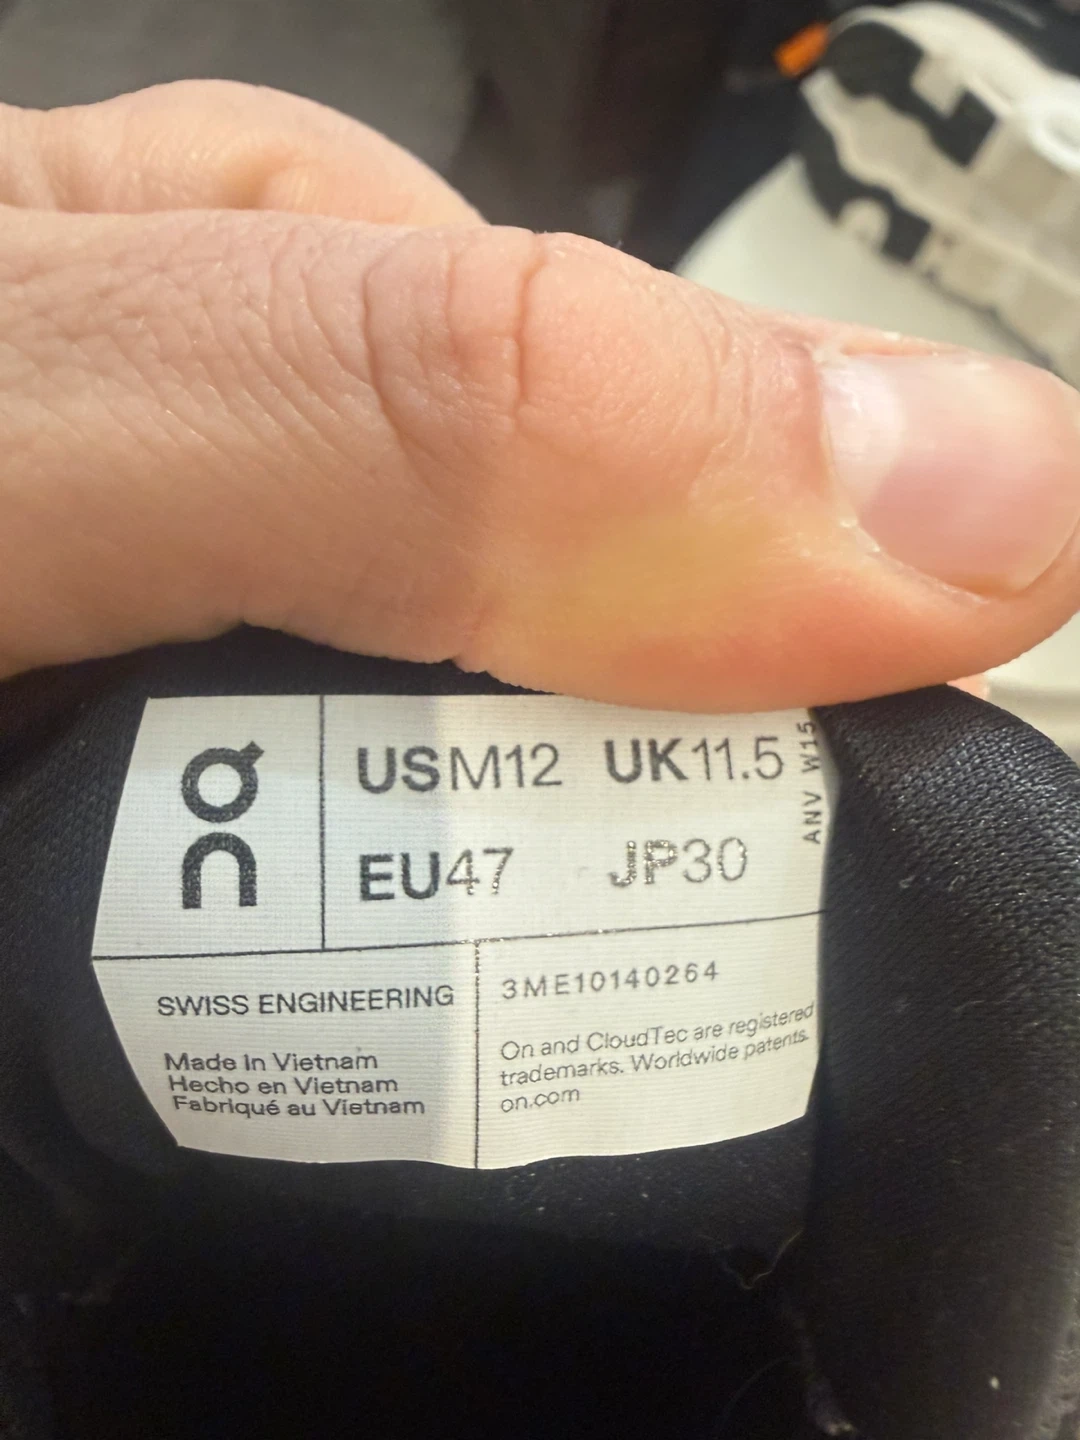 On
USM12 UK11.5
EU47 JP30
ANV W15
SWISS ENGINEERING
Made in Vietnam
Hecho en Vietnam
Fabriqué au Vietnam
3ME10140264
On and CloudTec are registered
trademarks. Worldwide patents.
on.com